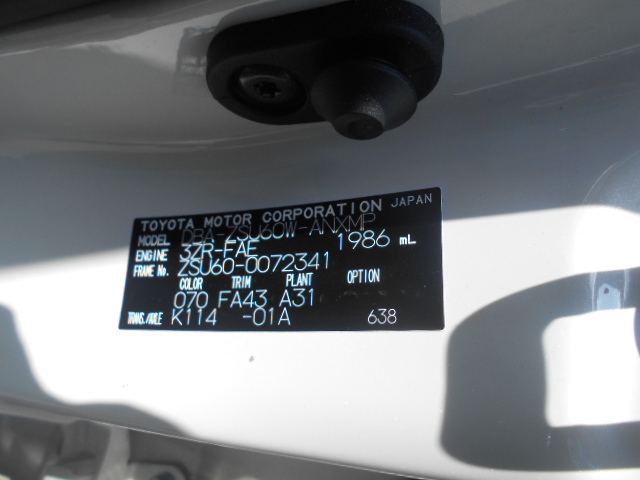 TOYOTA MOTOR CORPORATION JAPAN
MODEL DBA-ZSU60W-ANXMP
ENGINE 3ZR-FAE 1986 mL
FRAME No. ZSU60-0072341
COLOR TRIM PLANT OPTION
070 FA43 A31
TRANS./AXLE K114 -01A 638